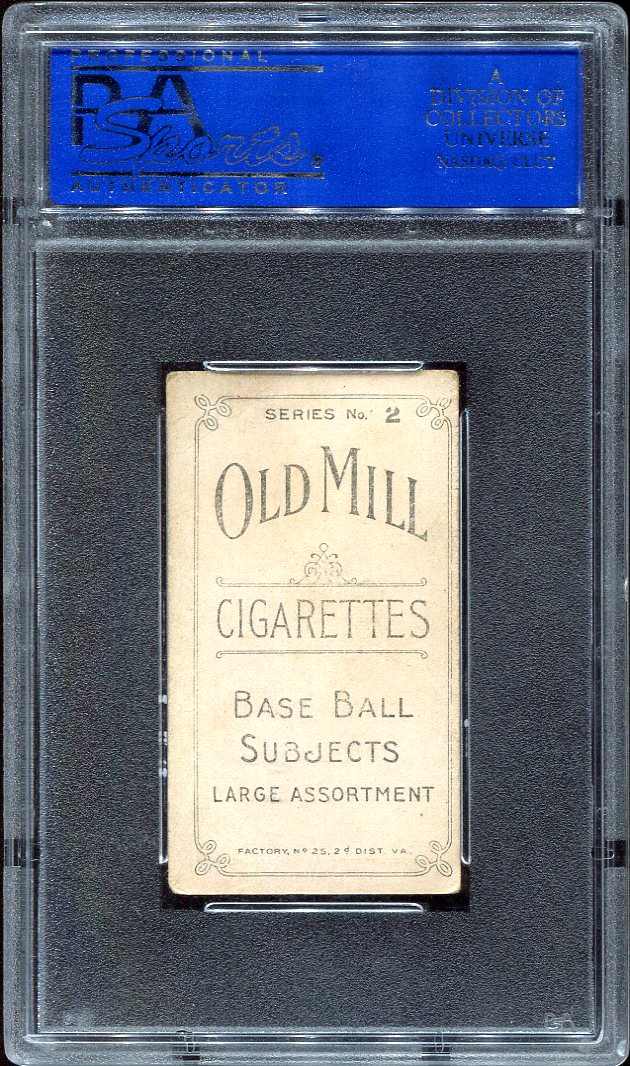 PROFESSIONAL
PSA
Sports®
AUTHENTICATOR
A
DIVISION OF
COLLECTORS
UNIVERSE
NASDAQ: CLCT
SERIES No. 2
OLD MILL
CIGARETTES
BASE BALL
SUBJECTS
LARGE ASSORTMENT
FACTORY, Nº 25, 2d DIST. VA.
PSA